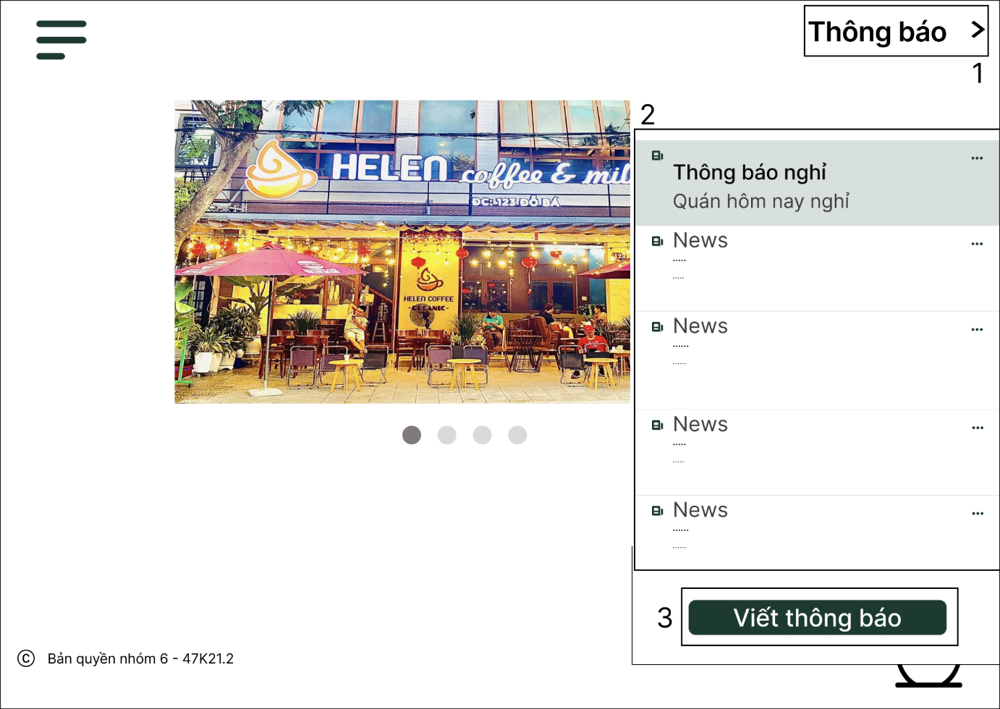 Thông báo >
1
2
HELEN coffee & mil
ĐC: 123 ĐỖ BÁ
HELEN COFFEE
- ORGANIC -
Thông báo nghỉ
...
Quán hôm nay nghỉ
News
...
.....
.....
News
...
......
......
News
...
.....
.....
News
...
......
......
3
Viết thông báo
© Bản quyền nhóm 6 - 47K21.2